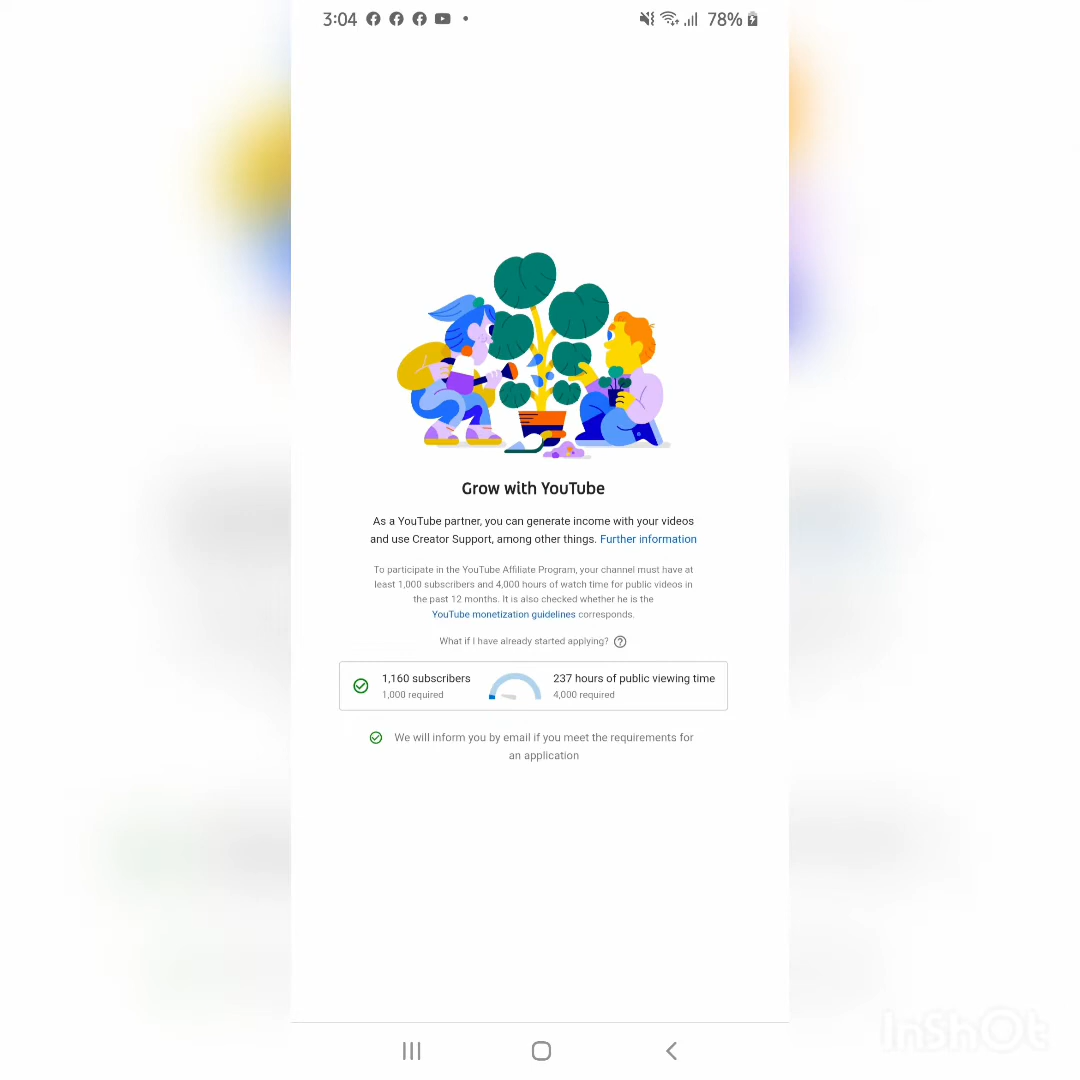 3:04
78%
Grow with YouTube
As a YouTube partner, you can generate income with your videos
and use Creator Support, among other things. Further information
To participate in the YouTube Affiliate Program, your channel must have at
least 1,000 subscribers and 4,000 hours of watch time for public videos in
the past 12 months. It is also checked whether he is the
YouTube monetization guidelines corresponds.
What if I have already started applying? ?
1,160 subscribers
1,000 required
237 hours of public viewing time
4,000 required
We will inform you by email if you meet the requirements for
an application
InShOt